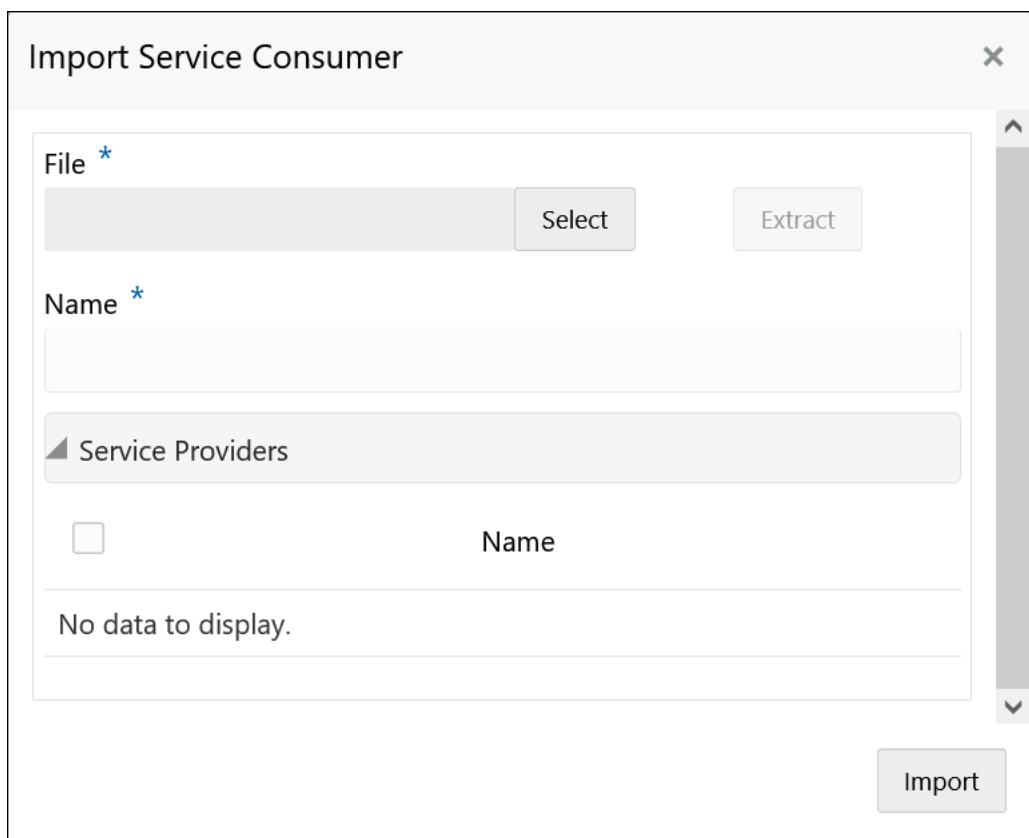 Import Service Consumer
File *
Select
Extract
Name *
Service Providers
Name
No data to display.
Import